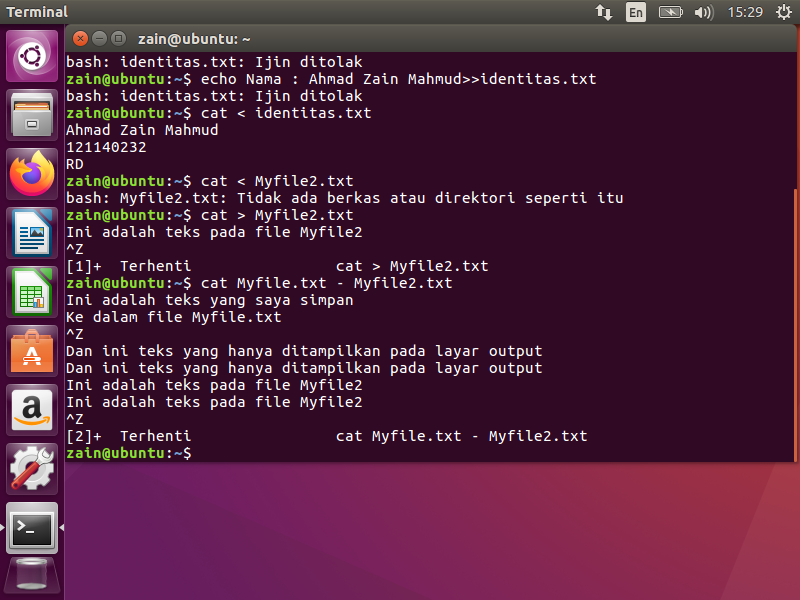 Terminal
En
15:29
zain@ubuntu: ~
bash: identitas.txt: Ijin ditolak
zain@ubuntu:~$ echo Nama : Ahmad Zain Mahmud>>identitas.txt
bash: identitas.txt: Ijin ditolak
zain@ubuntu:~$ cat < identitas.txt
Ahmad Zain Mahmud
121140232
RD
zain@ubuntu:~$ cat < Myfile2.txt
bash: Myfile2.txt: Tidak ada berkas atau direktori seperti itu
zain@ubuntu:~$ cat > Myfile2.txt
Ini adalah teks pada file Myfile2
^Z
[1]+  Terhenti                cat > Myfile2.txt
zain@ubuntu:~$ cat Myfile.txt - Myfile2.txt
Ini adalah teks yang saya simpan
Ke dalam file Myfile.txt
^Z
Dan ini teks yang hanya ditampilkan pada layar output
Dan ini teks yang hanya ditampilkan pada layar output
Ini adalah teks pada file Myfile2
Ini adalah teks pada file Myfile2
^Z
[2]+  Terhenti                cat Myfile.txt - Myfile2.txt
zain@ubuntu:~$